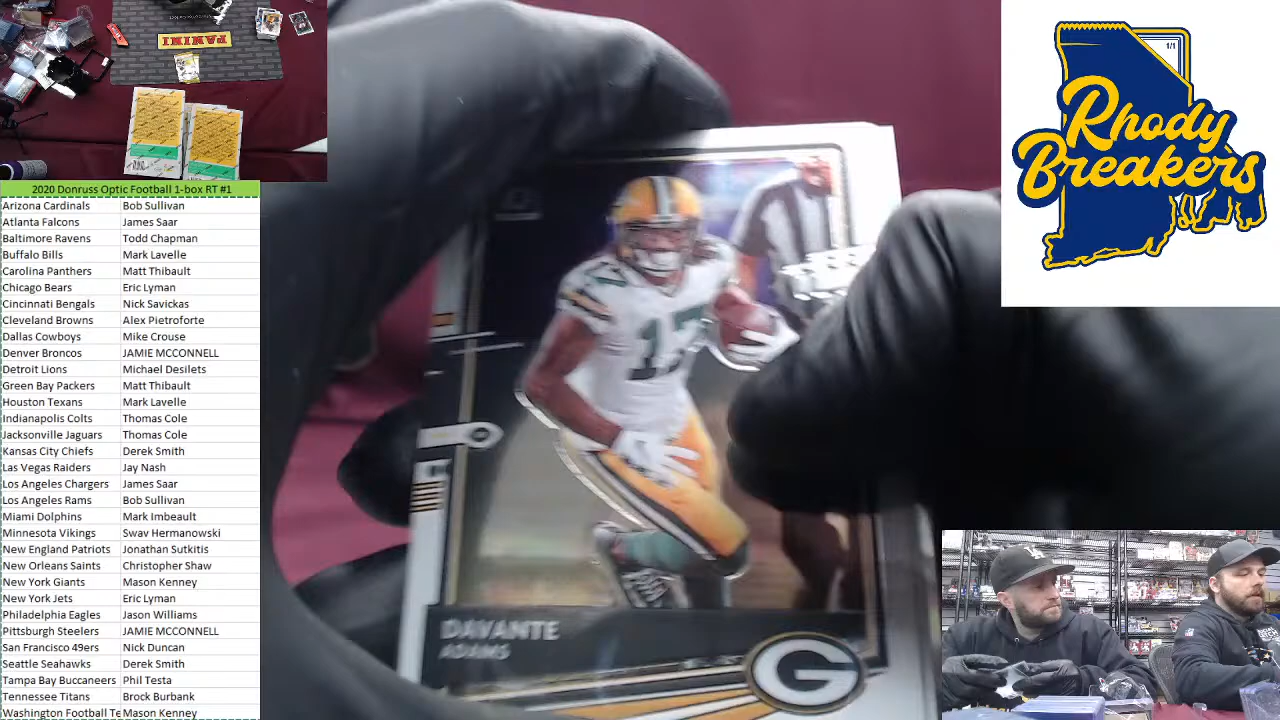 PANINI
2020 Donruss Optic Football 1-box RT #1
Arizona Cardinals Bob Sullivan
Atlanta Falcons James Saar
Baltimore Ravens Todd Chapman
Buffalo Bills Mark Lavelle
Carolina Panthers Matt Thibault
Chicago Bears Eric Lyman
Cincinnati Bengals Nick Savickas
Cleveland Browns Alex Pietroforte
Dallas Cowboys Mike Crouse
Denver Broncos JAMIE MCCONNELL
Detroit Lions Michael Desilets
Green Bay Packers Matt Thibault
Houston Texans Mark Lavelle
Indianapolis Colts Thomas Cole
Jacksonville Jaguars Thomas Cole
Kansas City Chiefs Derek Smith
Las Vegas Raiders Jay Nash
Los Angeles Chargers James Saar
Los Angeles Rams Bob Sullivan
Miami Dolphins Mark Imbeault
Minnesota Vikings Swav Hermanowski
New England Patriots Jonathan Sutkitis
New Orleans Saints Christopher Shaw
New York Giants Mason Kenney
New York Jets Eric Lyman
Philadelphia Eagles Jason Williams
Pittsburgh Steelers JAMIE MCCONNELL
San Francisco 49ers Nick Duncan
Seattle Seahawks Derek Smith
Tampa Bay Buccaneers Phil Testa
Tennessee Titans Brock Burbank
Washington Football Te Mason Kenney
17
DAVANTE
ADAMS
G
1/1
Rhody
Breakers